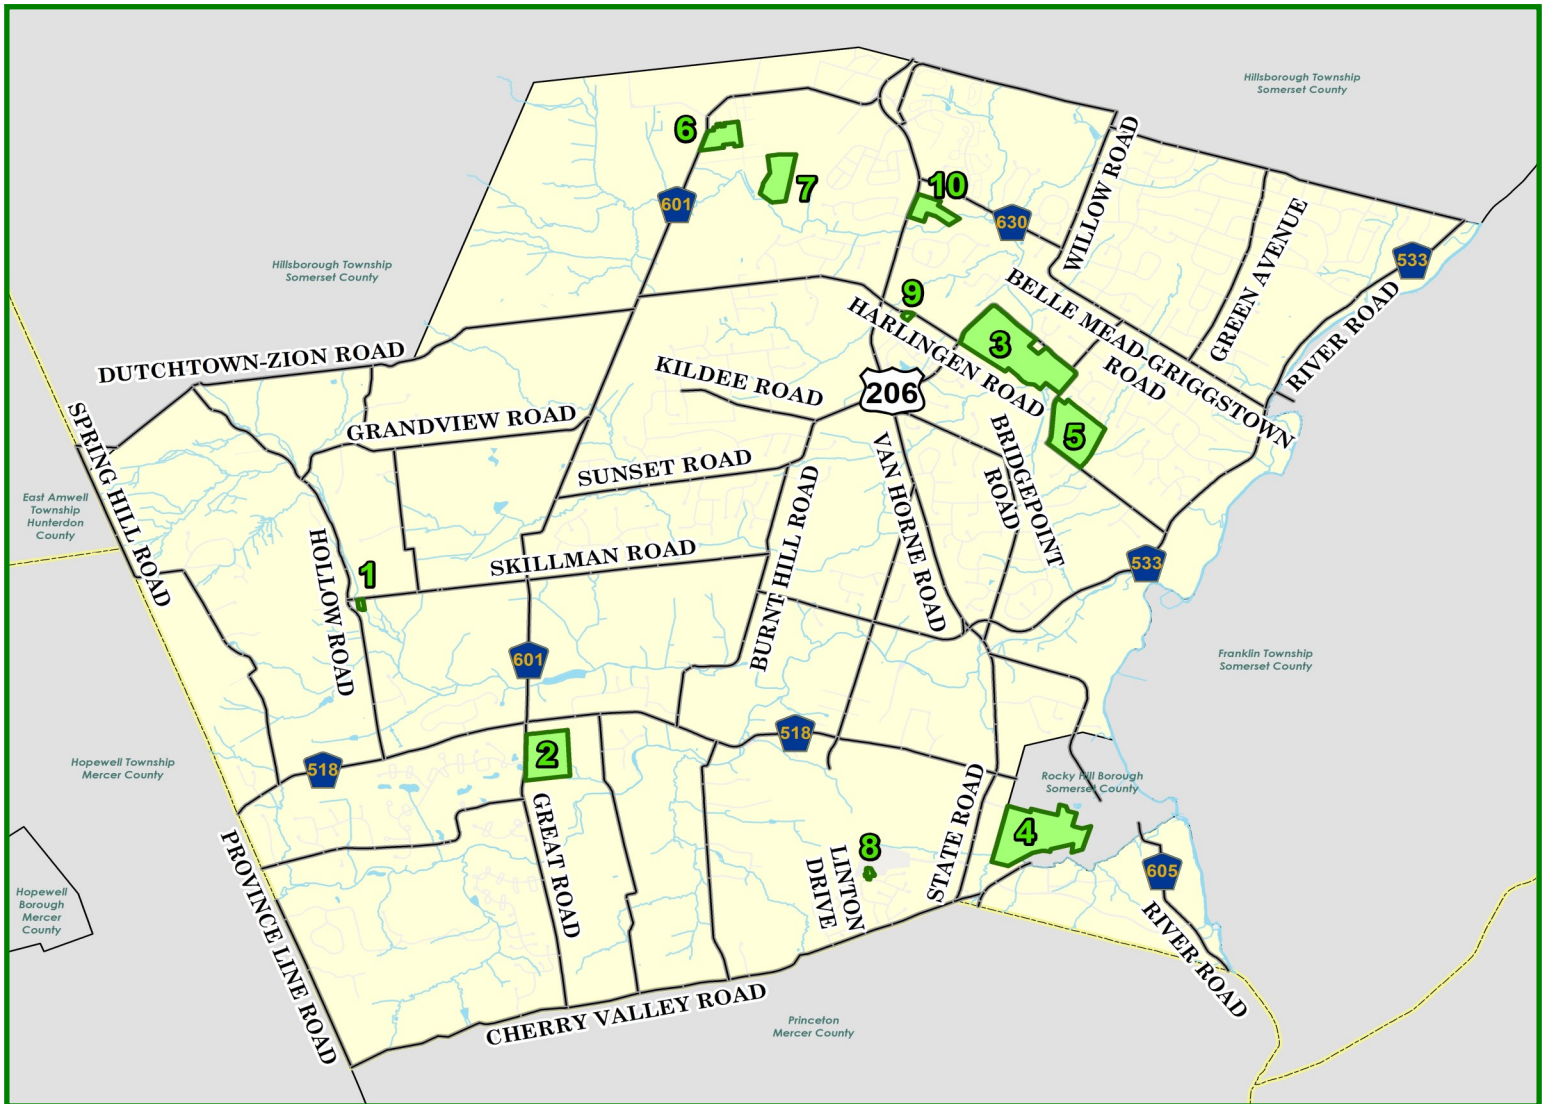 Hillsborough Township
Somerset County
6
601
7
10
630
WILLOW ROAD
GREEN AVENUE
533
RIVER ROAD
Hillsborough Township
Somerset County
9
HARLINGEN ROAD
3
BELLE MEAD-GRIGGSTOWN
ROAD
DUTCHTOWN-ZION ROAD
KILDEE ROAD
206
SPRING HILL ROAD
GRANDVIEW ROAD
SUNSET ROAD
VAN HORNE ROAD
BRIDGEPOINT
ROAD
5
East Amwell
Township
Hunterdon
County
HOLLOW ROAD
1
SKILLMAN ROAD
BURNT HILL ROAD
533
601
Franklin Township
Somerset County
Hopewell Township
Mercer County
518
2
518
STATE ROAD
Rocky Hill Borough
Somerset County
4
GREAT ROAD
8
LINTON
DRIVE
605
RIVER ROAD
PROVINCE LINE ROAD
Hopewell
Borough
Mercer
County
CHERRY VALLEY ROAD
Princeton
Mercer County